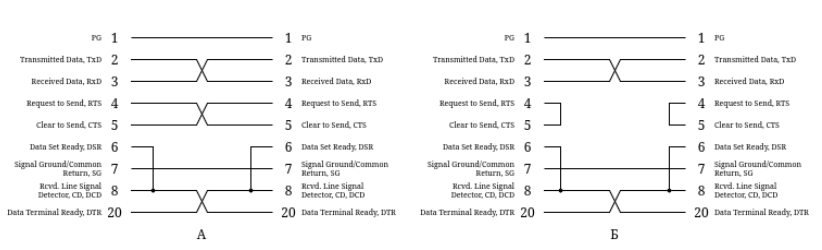 PG 1 1 PG
Transmitted Data, TxD 2 2 Transmitted Data, TxD
Received Data, RxD 3 3 Received Data, RxD
Request to Send, RTS 4 4 Request to Send, RTS
Clear to Send, CTS 5 5 Clear to Send, CTS
Data Set Ready, DSR 6 6 Data Set Ready, DSR
Signal Ground/Common
Return, SG 7 7 Signal Ground/Common
Return, SG
Rcvd. Line Signal
Detector, CD, DCD 8 8 Rcvd. Line Signal
Detector, CD, DCD
Data Terminal Ready, DTR 20 20 Data Terminal Ready, DTR
А
PG 1 1 PG
Transmitted Data, TxD 2 2 Transmitted Data, TxD
Received Data, RxD 3 3 Received Data, RxD
Request to Send, RTS 4 4 Request to Send, RTS
Clear to Send, CTS 5 5 Clear to Send, CTS
Data Set Ready, DSR 6 6 Data Set Ready, DSR
Signal Ground/Common
Return, SG 7 7 Signal Ground/Common
Return, SG
Rcvd. Line Signal
Detector, CD, DCD 8 8 Rcvd. Line Signal
Detector, CD, DCD
Data Terminal Ready, DTR 20 20 Data Terminal Ready, DTR
Б